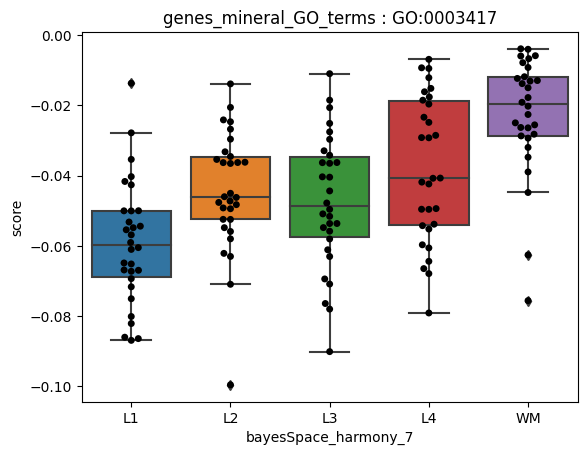 genes_mineral_GO_terms : GO:0003417
0.00
−0.02
−0.04
−0.06
−0.08
−0.10
score
L1 L2 L3 L4 WM
bayesSpace_harmony_7